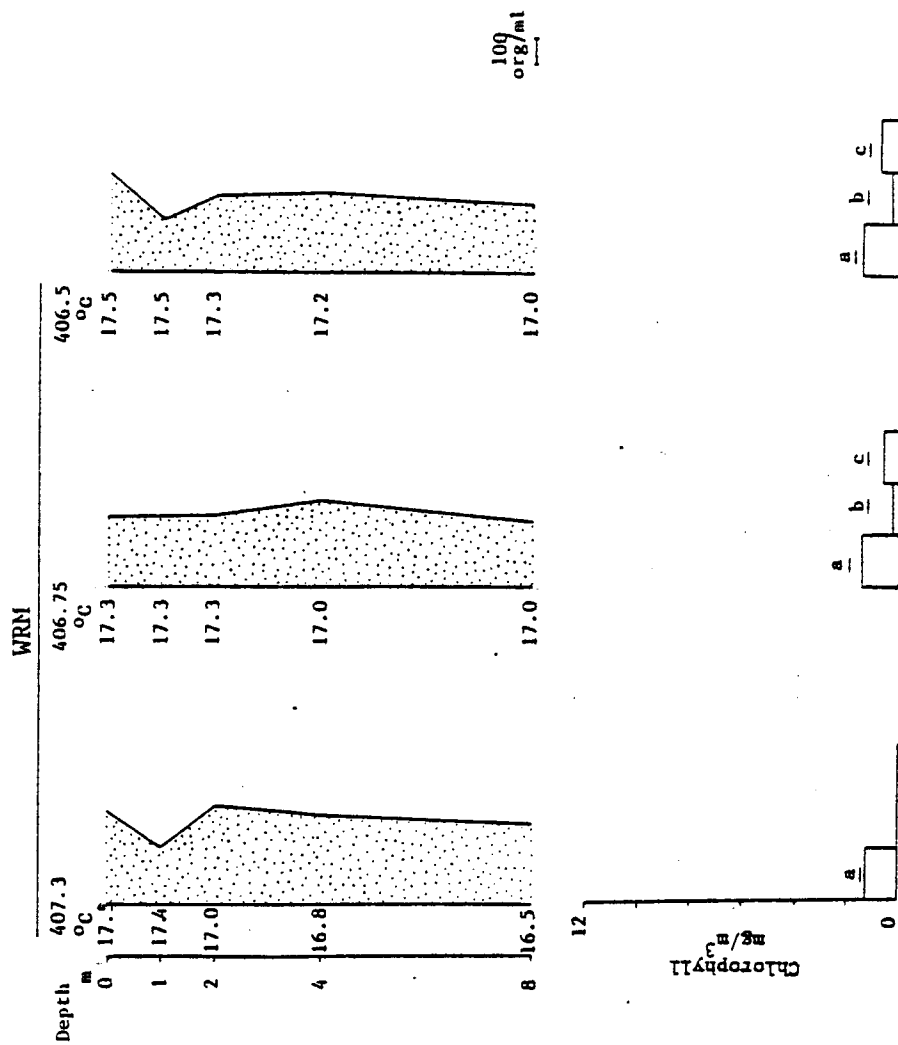 WRM
407.3 406.75 406.5
Depth °C °C °C
m
0 17.5 17.3 17.5
1 17.4 17.3 17.5
2 17.0 17.3 17.3
4 16.8 17.0 17.2
8 16.5 17.0 17.0
100
org/ml
Chlorophyll
mg/m³
12
0
a a b c a b c